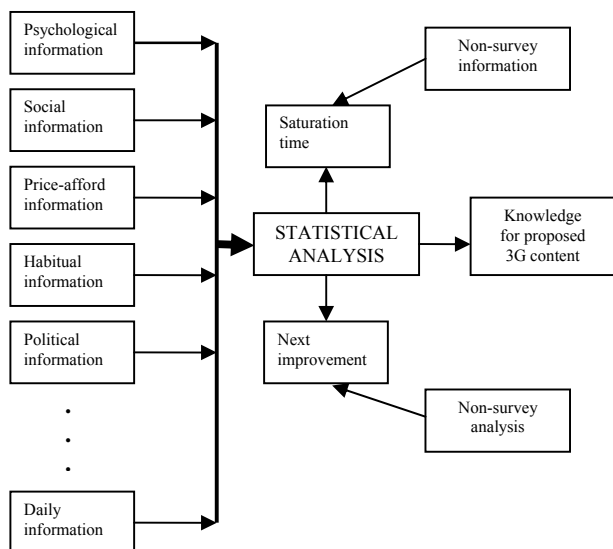 Psychological
information
Social
information
Price-afford
information
Habitual
information
Political
information
.
.
.
Daily
information
Saturation
time
STATISTICAL
ANALYSIS
Next
improvement
Non-survey
information
Knowledge
for proposed
3G content
Non-survey
analysis